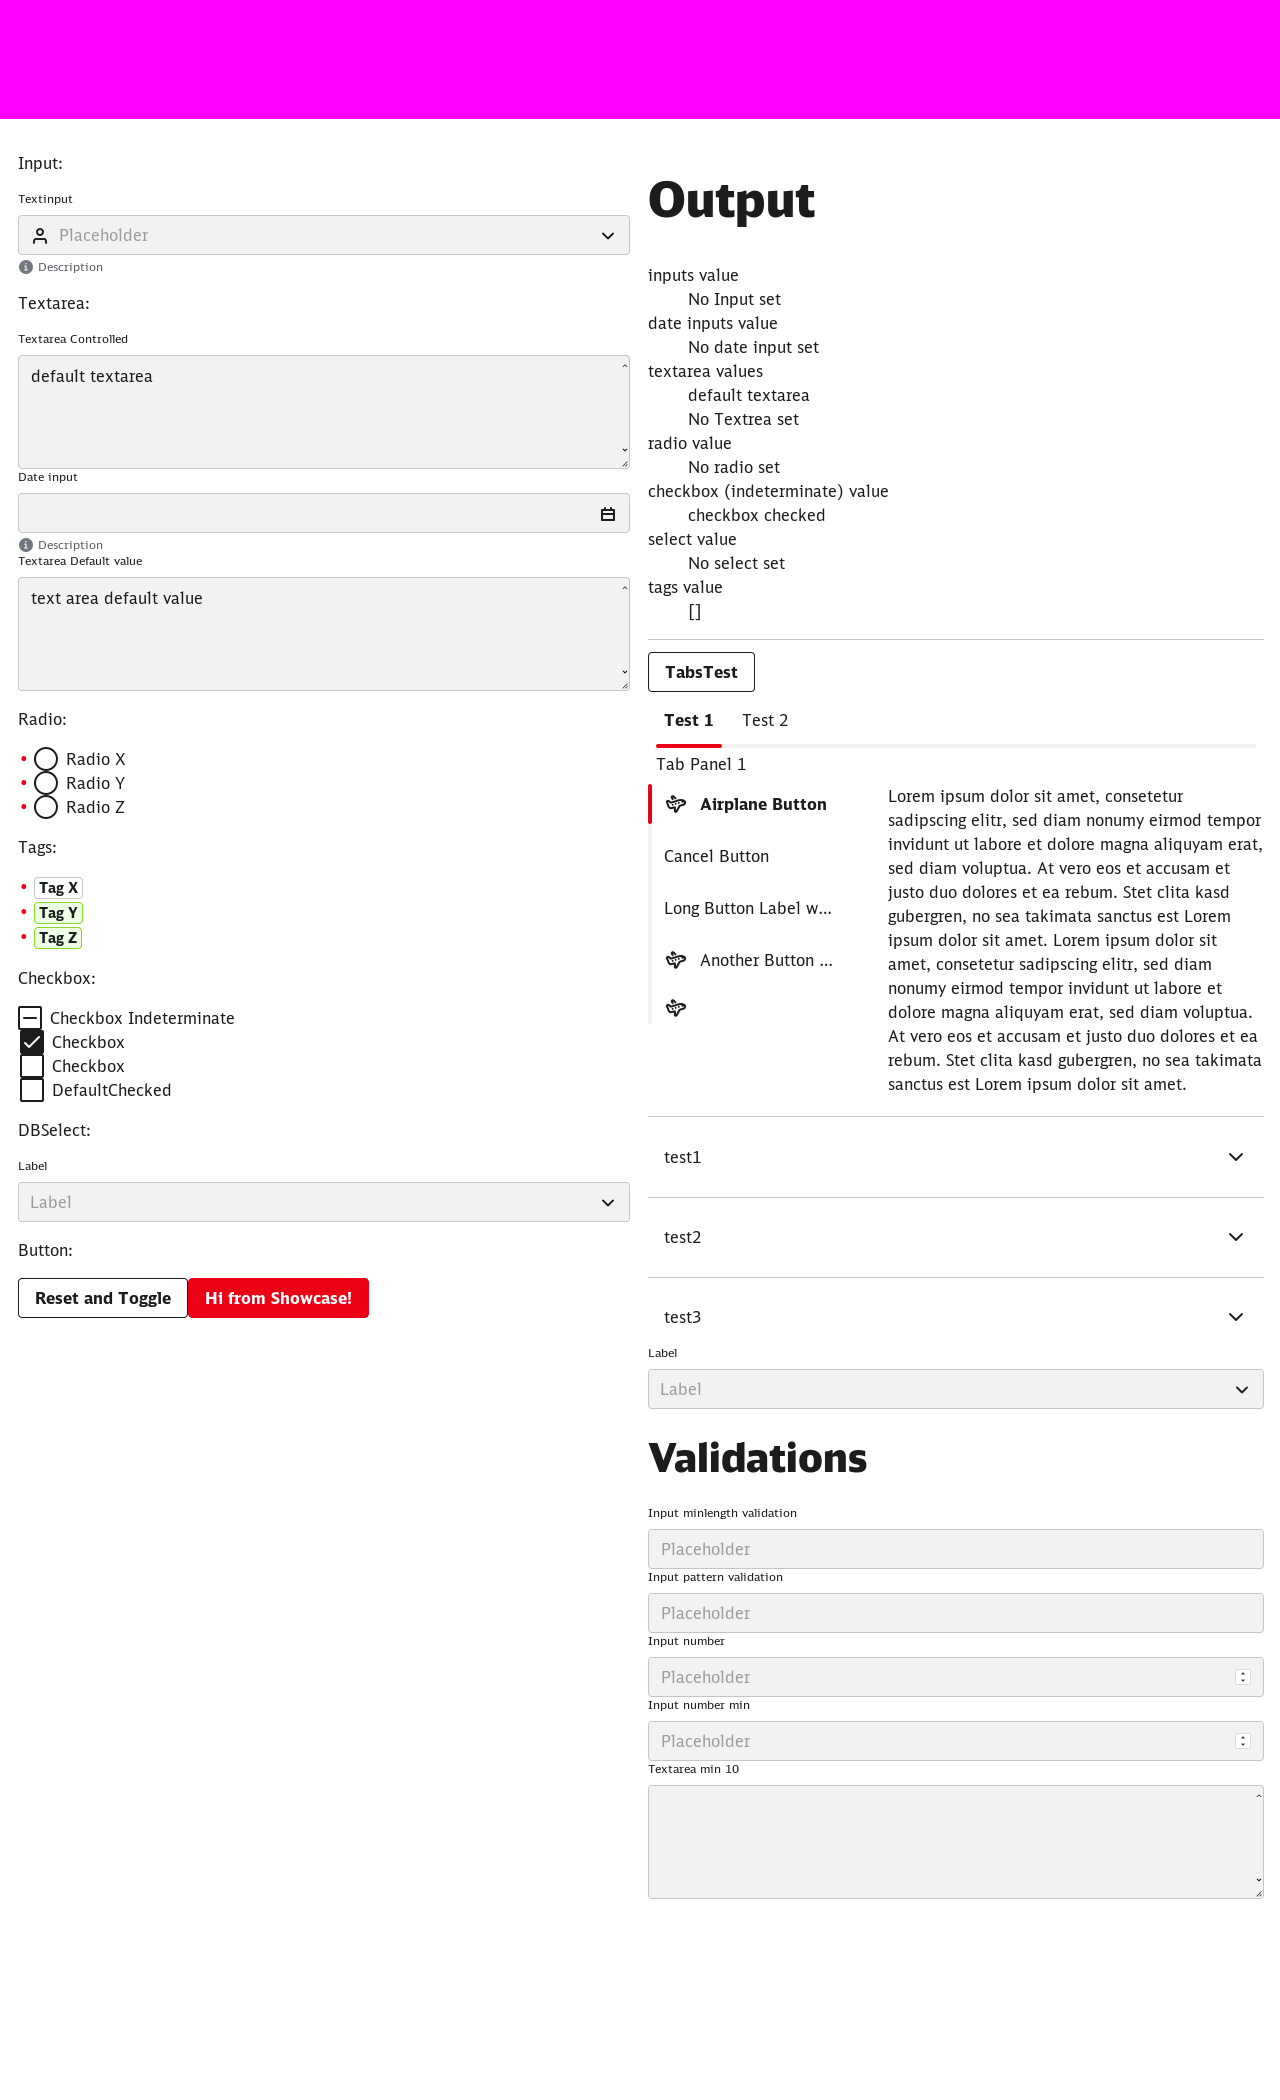 Input:
Textinput
Placeholder
Description
Textarea:
Textarea Controlled
default textarea
Date input
Description
Textarea Default value
text area default value
Radio:
Radio X
Radio Y
Radio Z
Tags:
Tag X
Tag Y
Tag Z
Checkbox:
Checkbox Indeterminate
Checkbox
Checkbox
DefaultChecked
DBSelect:
Label
Label
Button:
Reset and Toggle
Hi from Showcase!
Output
inputs value
No Input set
date inputs value
No date input set
textarea values
default textarea
No Textrea set
radio value
No radio set
checkbox (indeterminate) value
checkbox checked
select value
No select set
tags value
[]
TabsTest
Test 1
Test 2
Tab Panel 1
Airplane Button
Cancel Button
Long Button Label w...
Another Button ...
Lorem ipsum dolor sit amet, consetetur
sadipscing elitr, sed diam nonumy eirmod tempor
invidunt ut labore et dolore magna aliquyam erat,
sed diam voluptua. At vero eos et accusam et
justo duo dolores et ea rebum. Stet clita kasd
gubergren, no sea takimata sanctus est Lorem
ipsum dolor sit amet. Lorem ipsum dolor sit
amet, consetetur sadipscing elitr, sed diam
nonumy eirmod tempor invidunt ut labore et
dolore magna aliquyam erat, sed diam voluptua.
At vero eos et accusam et justo duo dolores et ea
rebum. Stet clita kasd gubergren, no sea takimata
sanctus est Lorem ipsum dolor sit amet.
test1
test2
test3
Label
Label
Validations
Input minlength validation
Placeholder
Input pattern validation
Placeholder
Input number
Placeholder
Input number min
Placeholder
Textarea min 10